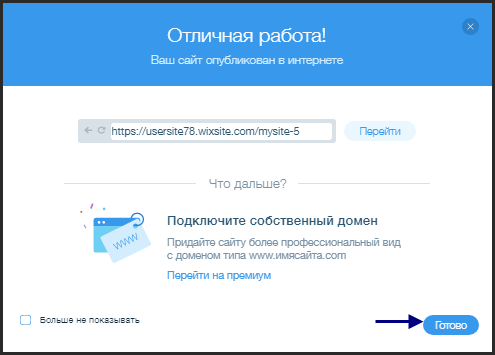 Отличная работа!
Ваш сайт опубликован в интернете
https://usersite78.wixsite.com/mysite-5
Перейти
Что дальше?
www
Подключите собственный домен
Придайте сайту более профессиональный вид
с доменом типа www.имясайта.com
Перейти на премиум
Больше не показывать
Готово